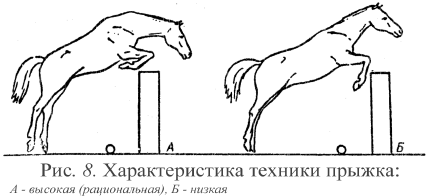 А Б
Рис. 8. Характеристика техники прыжка:
А - высокая (рациональная), Б - низкая